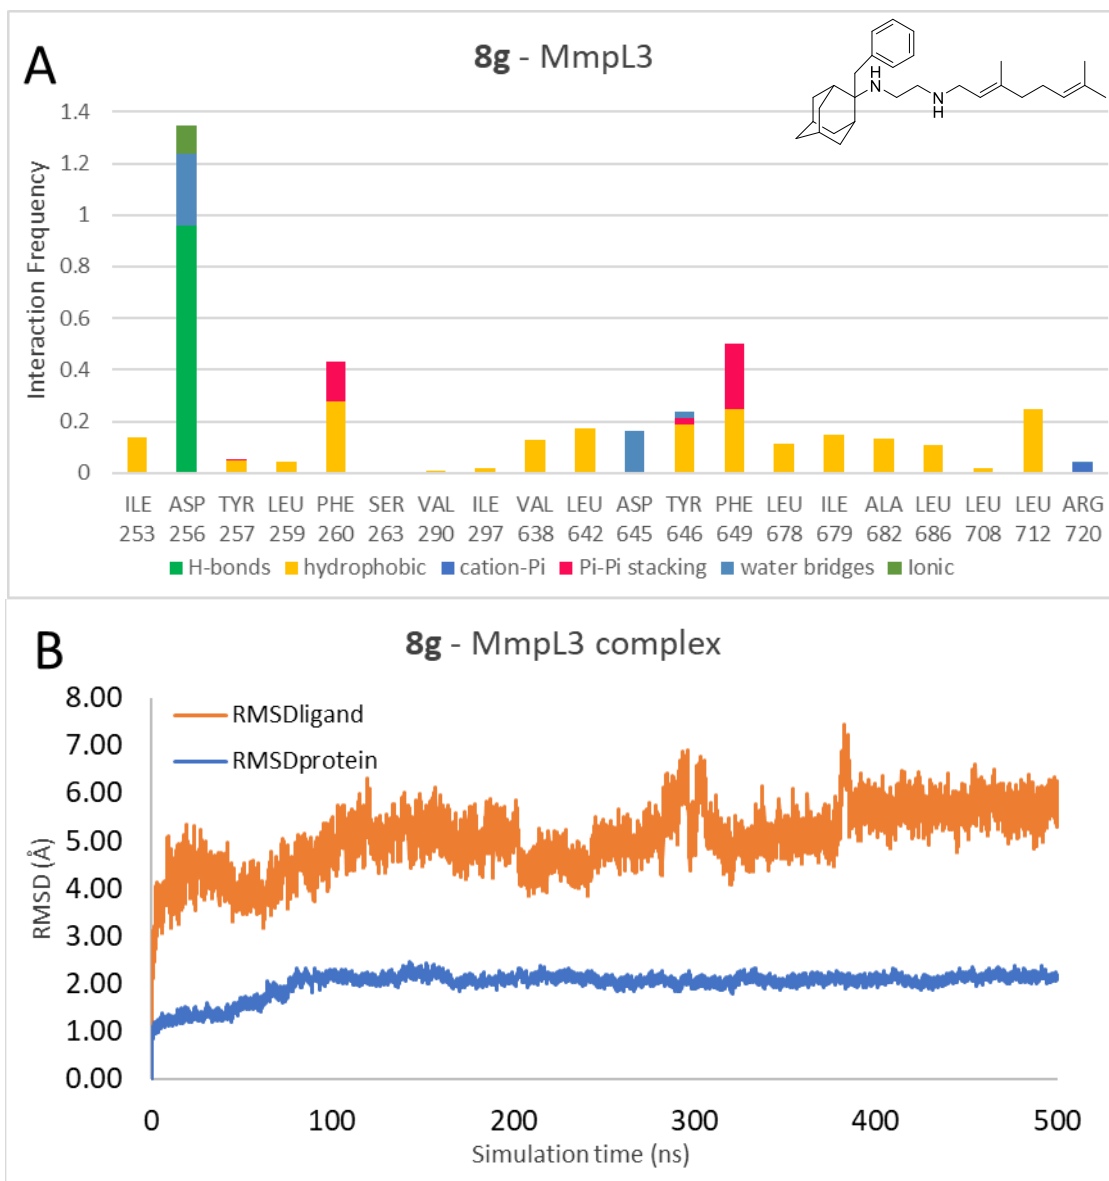 A
8g - MmpL3
N
H
N
H
Interaction Frequency
1.4
1.2
1
0.8
0.6
0.4
0.2
0
ILE ASP TYR LEU PHE SER VAL ILE VAL LEU ASP TYR PHE LEU ILE ALA LEU LEU LEU ARG
253 256 257 259 260 263 290 297 638 642 645 646 649 678 679 682 686 708 712 720
H-bonds hydrophobic cation-Pi Pi-Pi stacking water bridges Ionic
B
8g - MmpL3 complex
RMSD (Å)
8.00
7.00
6.00
5.00
4.00
3.00
2.00
1.00
0.00
RMSDligand
RMSDprotein
0 100 200 300 400 500
Simulation time (ns)